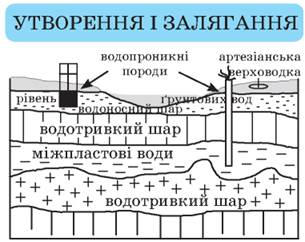 УТВОРЕННЯ І ЗАЛЯГАННЯ
водопроникні
породи
артезіанська
верховодка
рівень
ґрунтових вод
водоносний шар
водотривкий шар
міжпластові води
водотривкий шар